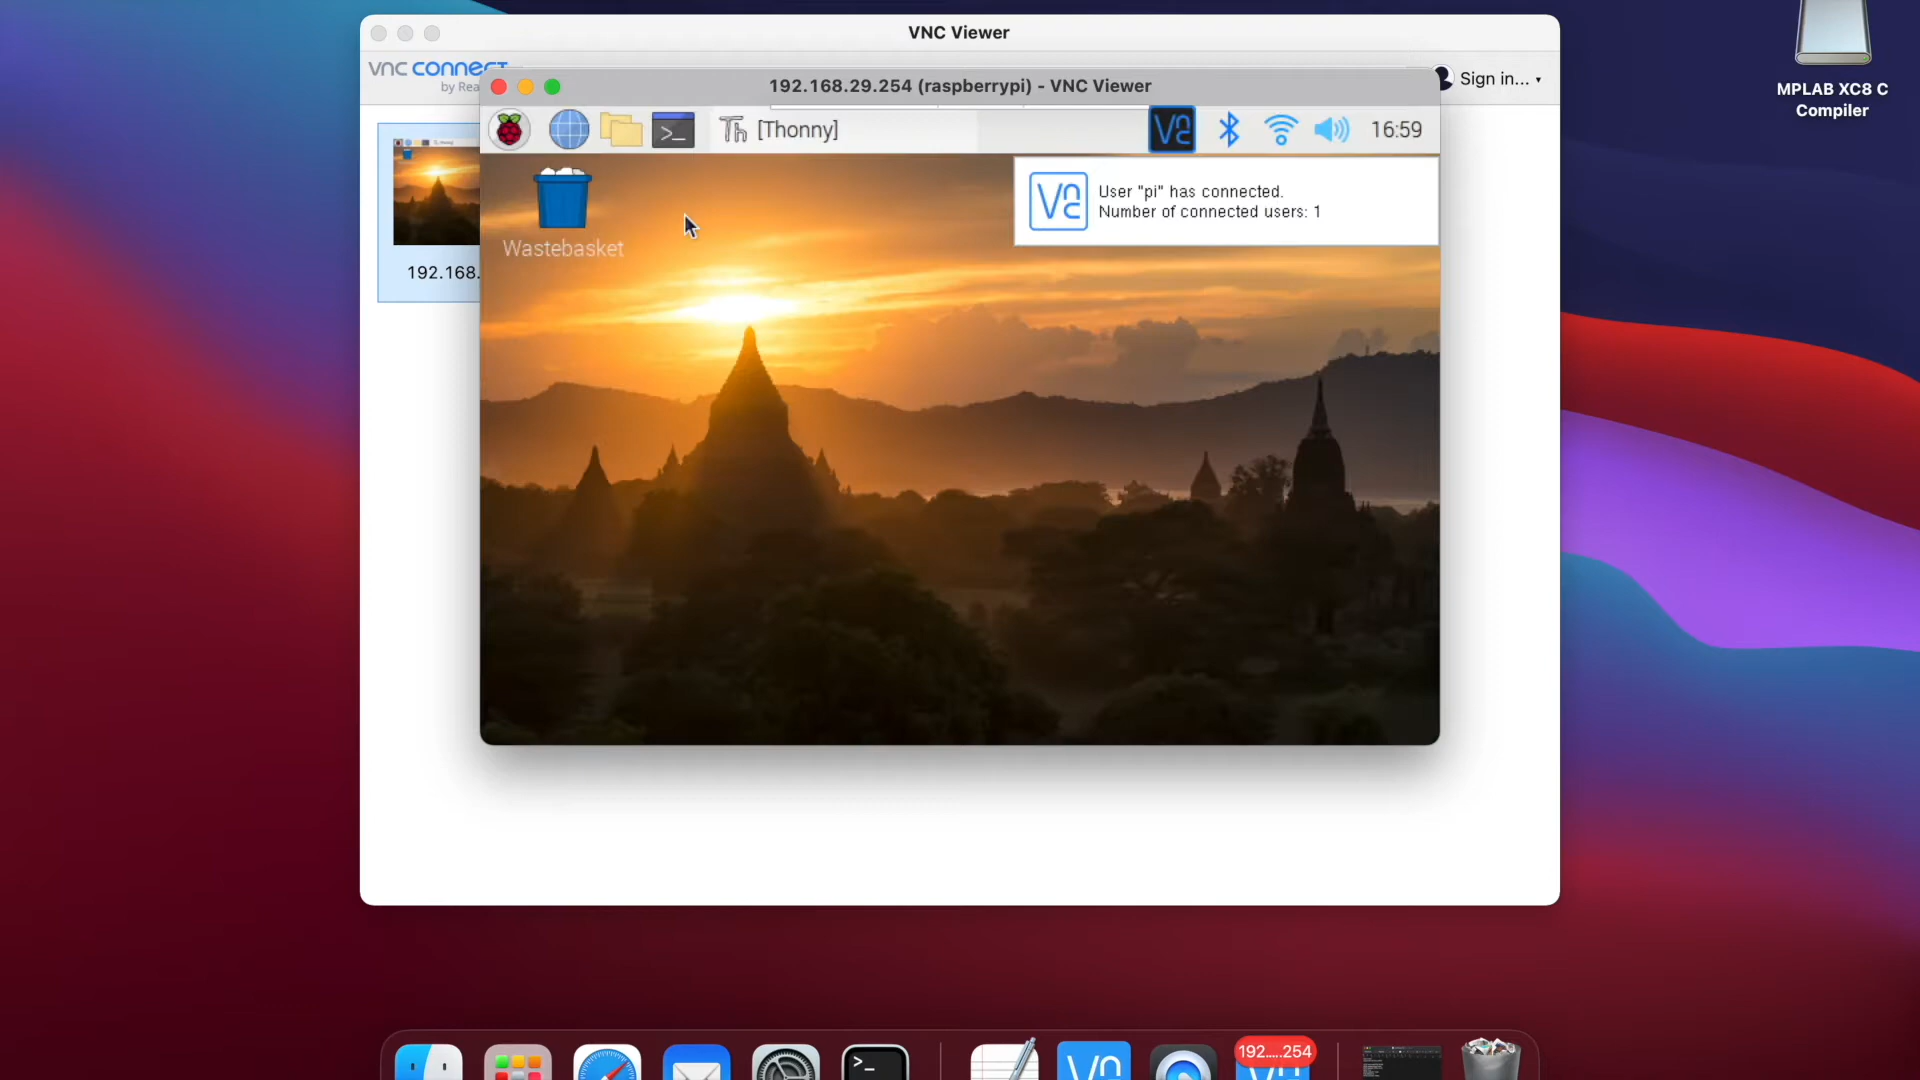 VNC Viewer
vnc connect
by Rea
Sign in...
192.168.29.254 (raspberrypi) - VNC Viewer
MPLAB XC8 C
Compiler
Th [Thonny]
16:59
User "pi" has connected.
Number of connected users: 1
Wastebasket
192.168.
192....254